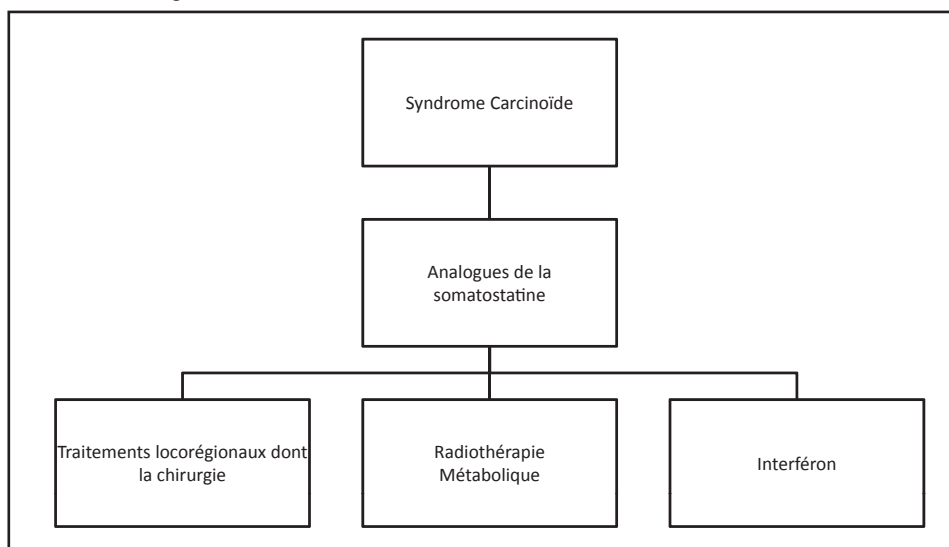 Syndrome Carcinoïde
Analogues de la
somatostatine
Traitements locorégionaux dont
la chirurgie
Radiothérapie
Métabolique
Interféron